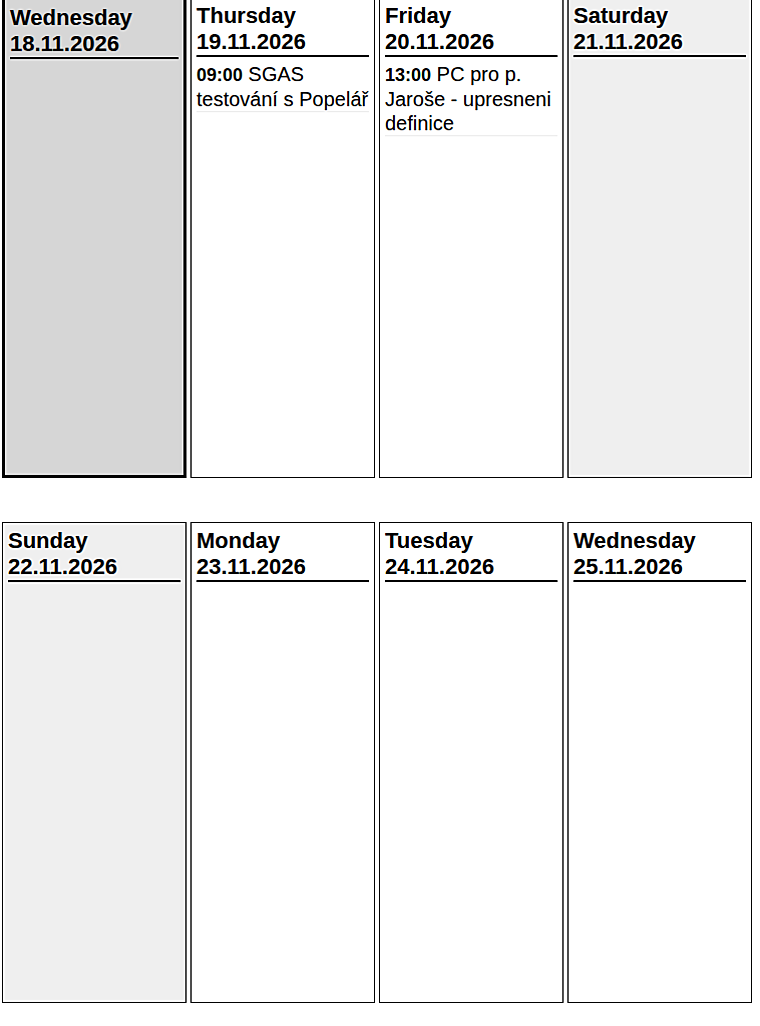 Wednesday
18.11.2026
Thursday
19.11.2026
09:00 SGAS
testování s Popelář
Friday
20.11.2026
13:00 PC pro p.
Jaroše - upresneni
definice
Saturday
21.11.2026
Sunday
22.11.2026
Monday
23.11.2026
Tuesday
24.11.2026
Wednesday
25.11.2026